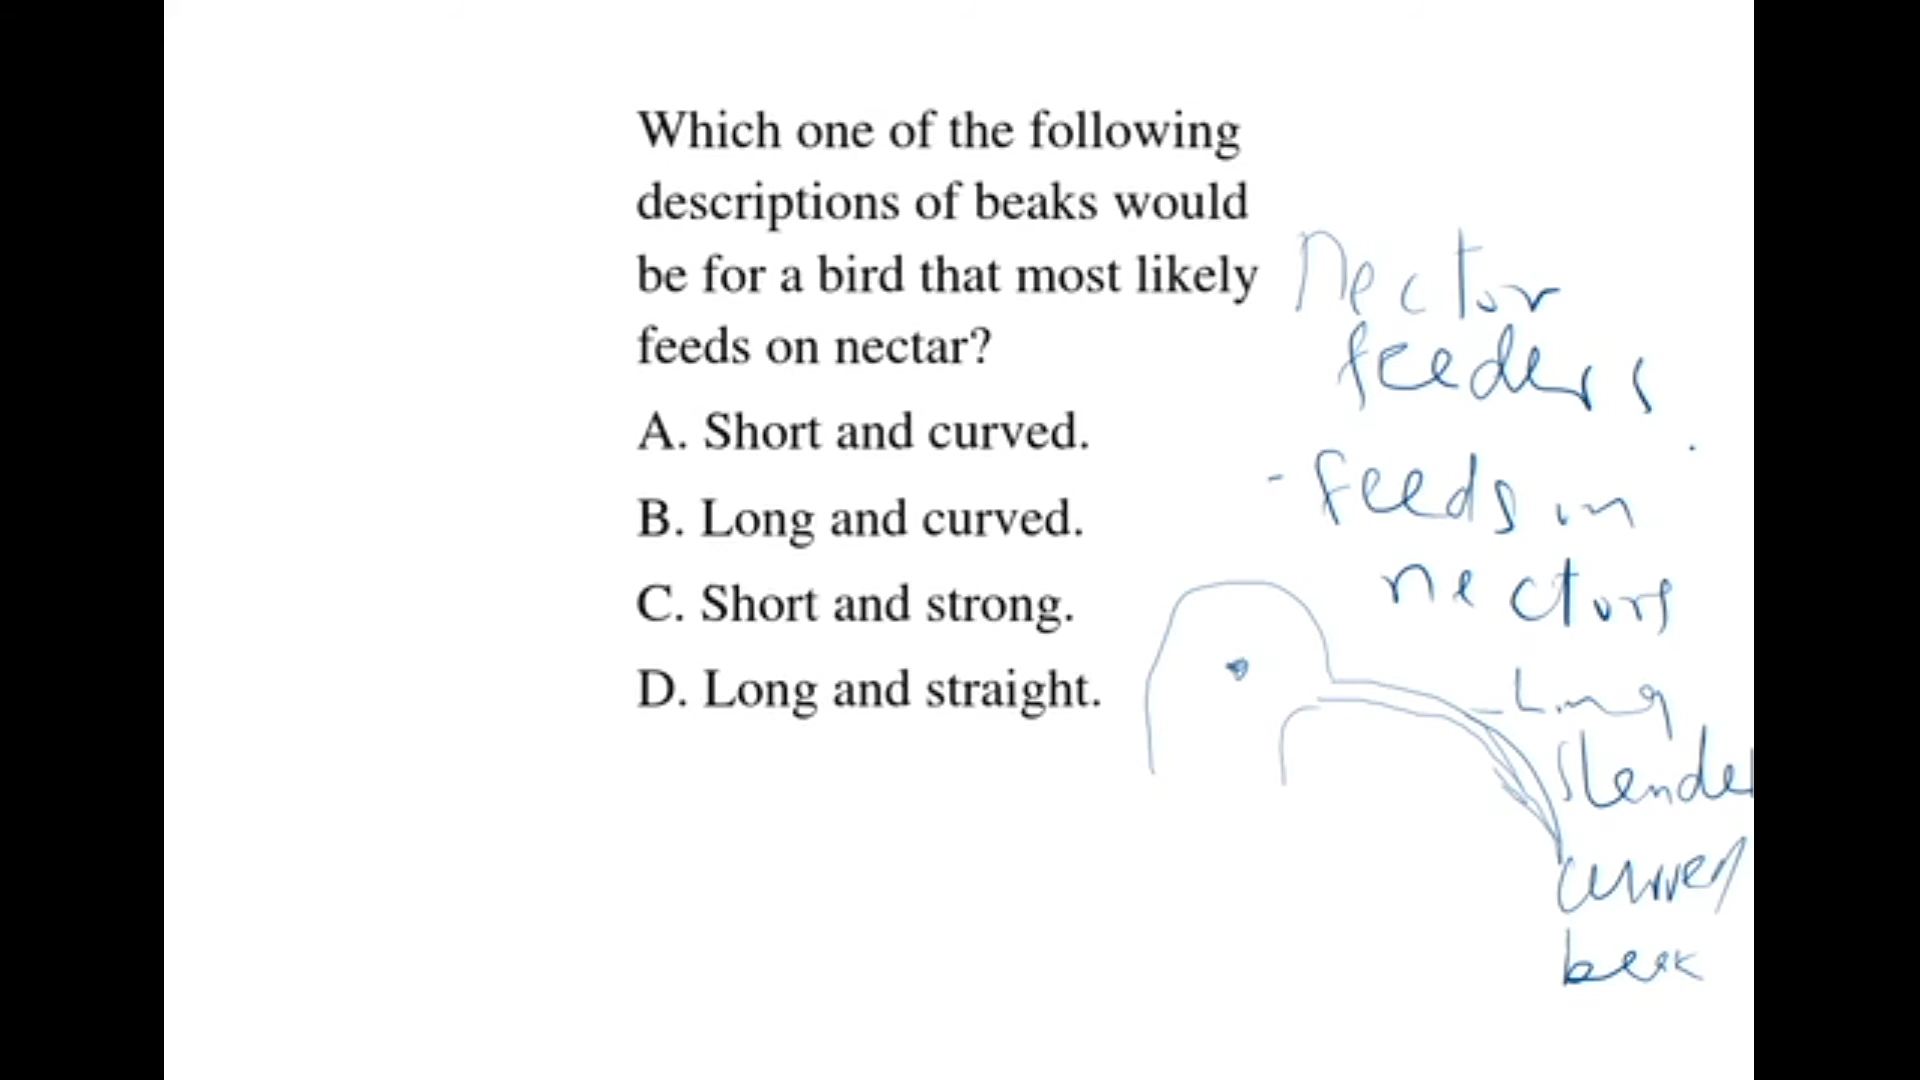 Which one of the following
descriptions of beaks would
be for a bird that most likely
feeds on nectar?
A. Short and curved.
B. Long and curved.
C. Short and strong.
D. Long and straight.
Nector
feeders
- feeds in
nectors
- Long
slender
curved
beak